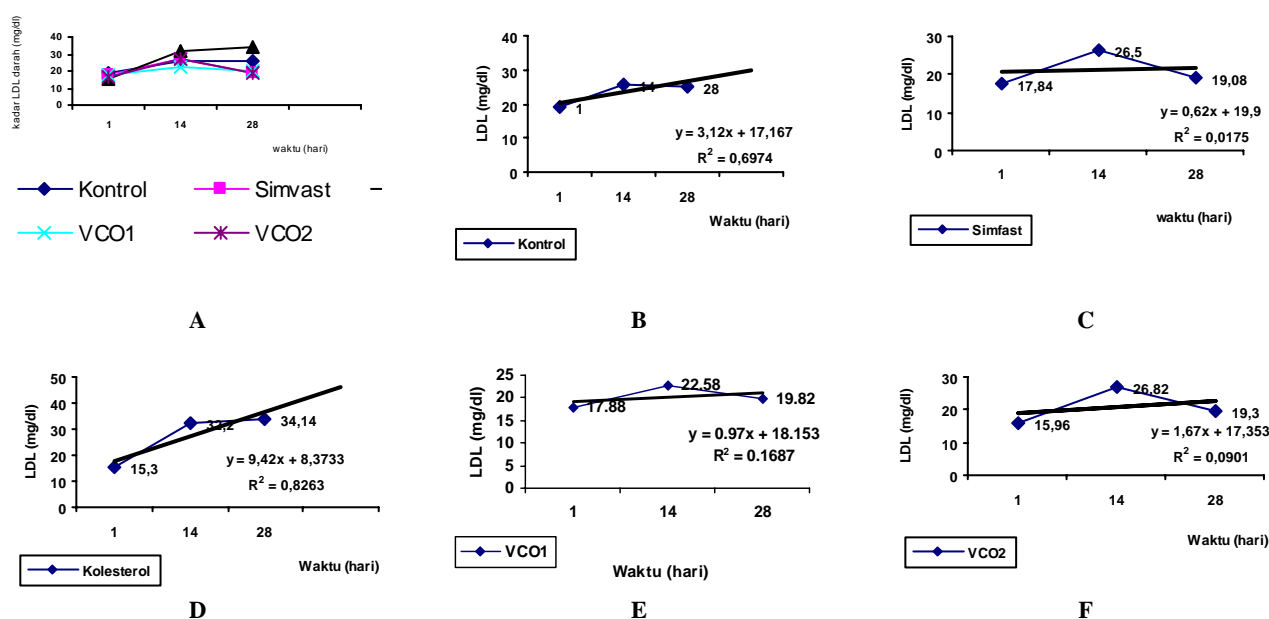 kadar LDL darah (mg/dl)
40
30
20
10
0
1 14 28
waktu (hari)
Kontrol Simvast
VCO1 VCO2
A
LDL (mg/dl)
40
30
20
10
0
1
14
28
y = 3,12x + 17,167
R² = 0,6974
1 14 28
Waktu (hari)
Kontrol
B
LDL (mg/dl)
30
20
10
0
17,84
26,5
19,08
y = 0,62x + 19,9
R² = 0,0175
1 14 28
waktu (hari)
Simfast
C
LDL (mg/dl)
50
40
30
20
10
0
15,3
32,2
34,14
y = 9,42x + 8,3733
R² = 0,8263
1 14 28
Waktu (hari)
Kolesterol
D
LDL (mg/dl)
25
20
15
10
5
0
17.88
22.58
19.82
y = 0.97x + 18.153
R² = 0.1687
1 14 28
Waktu (hari)
VCO1
E
LDL (mg/dl)
30
20
10
0
15,96
26,82
19,3
y = 1,67x + 17,353
R² = 0,0901
1 14 28
Waktu (hari)
VCO2
F